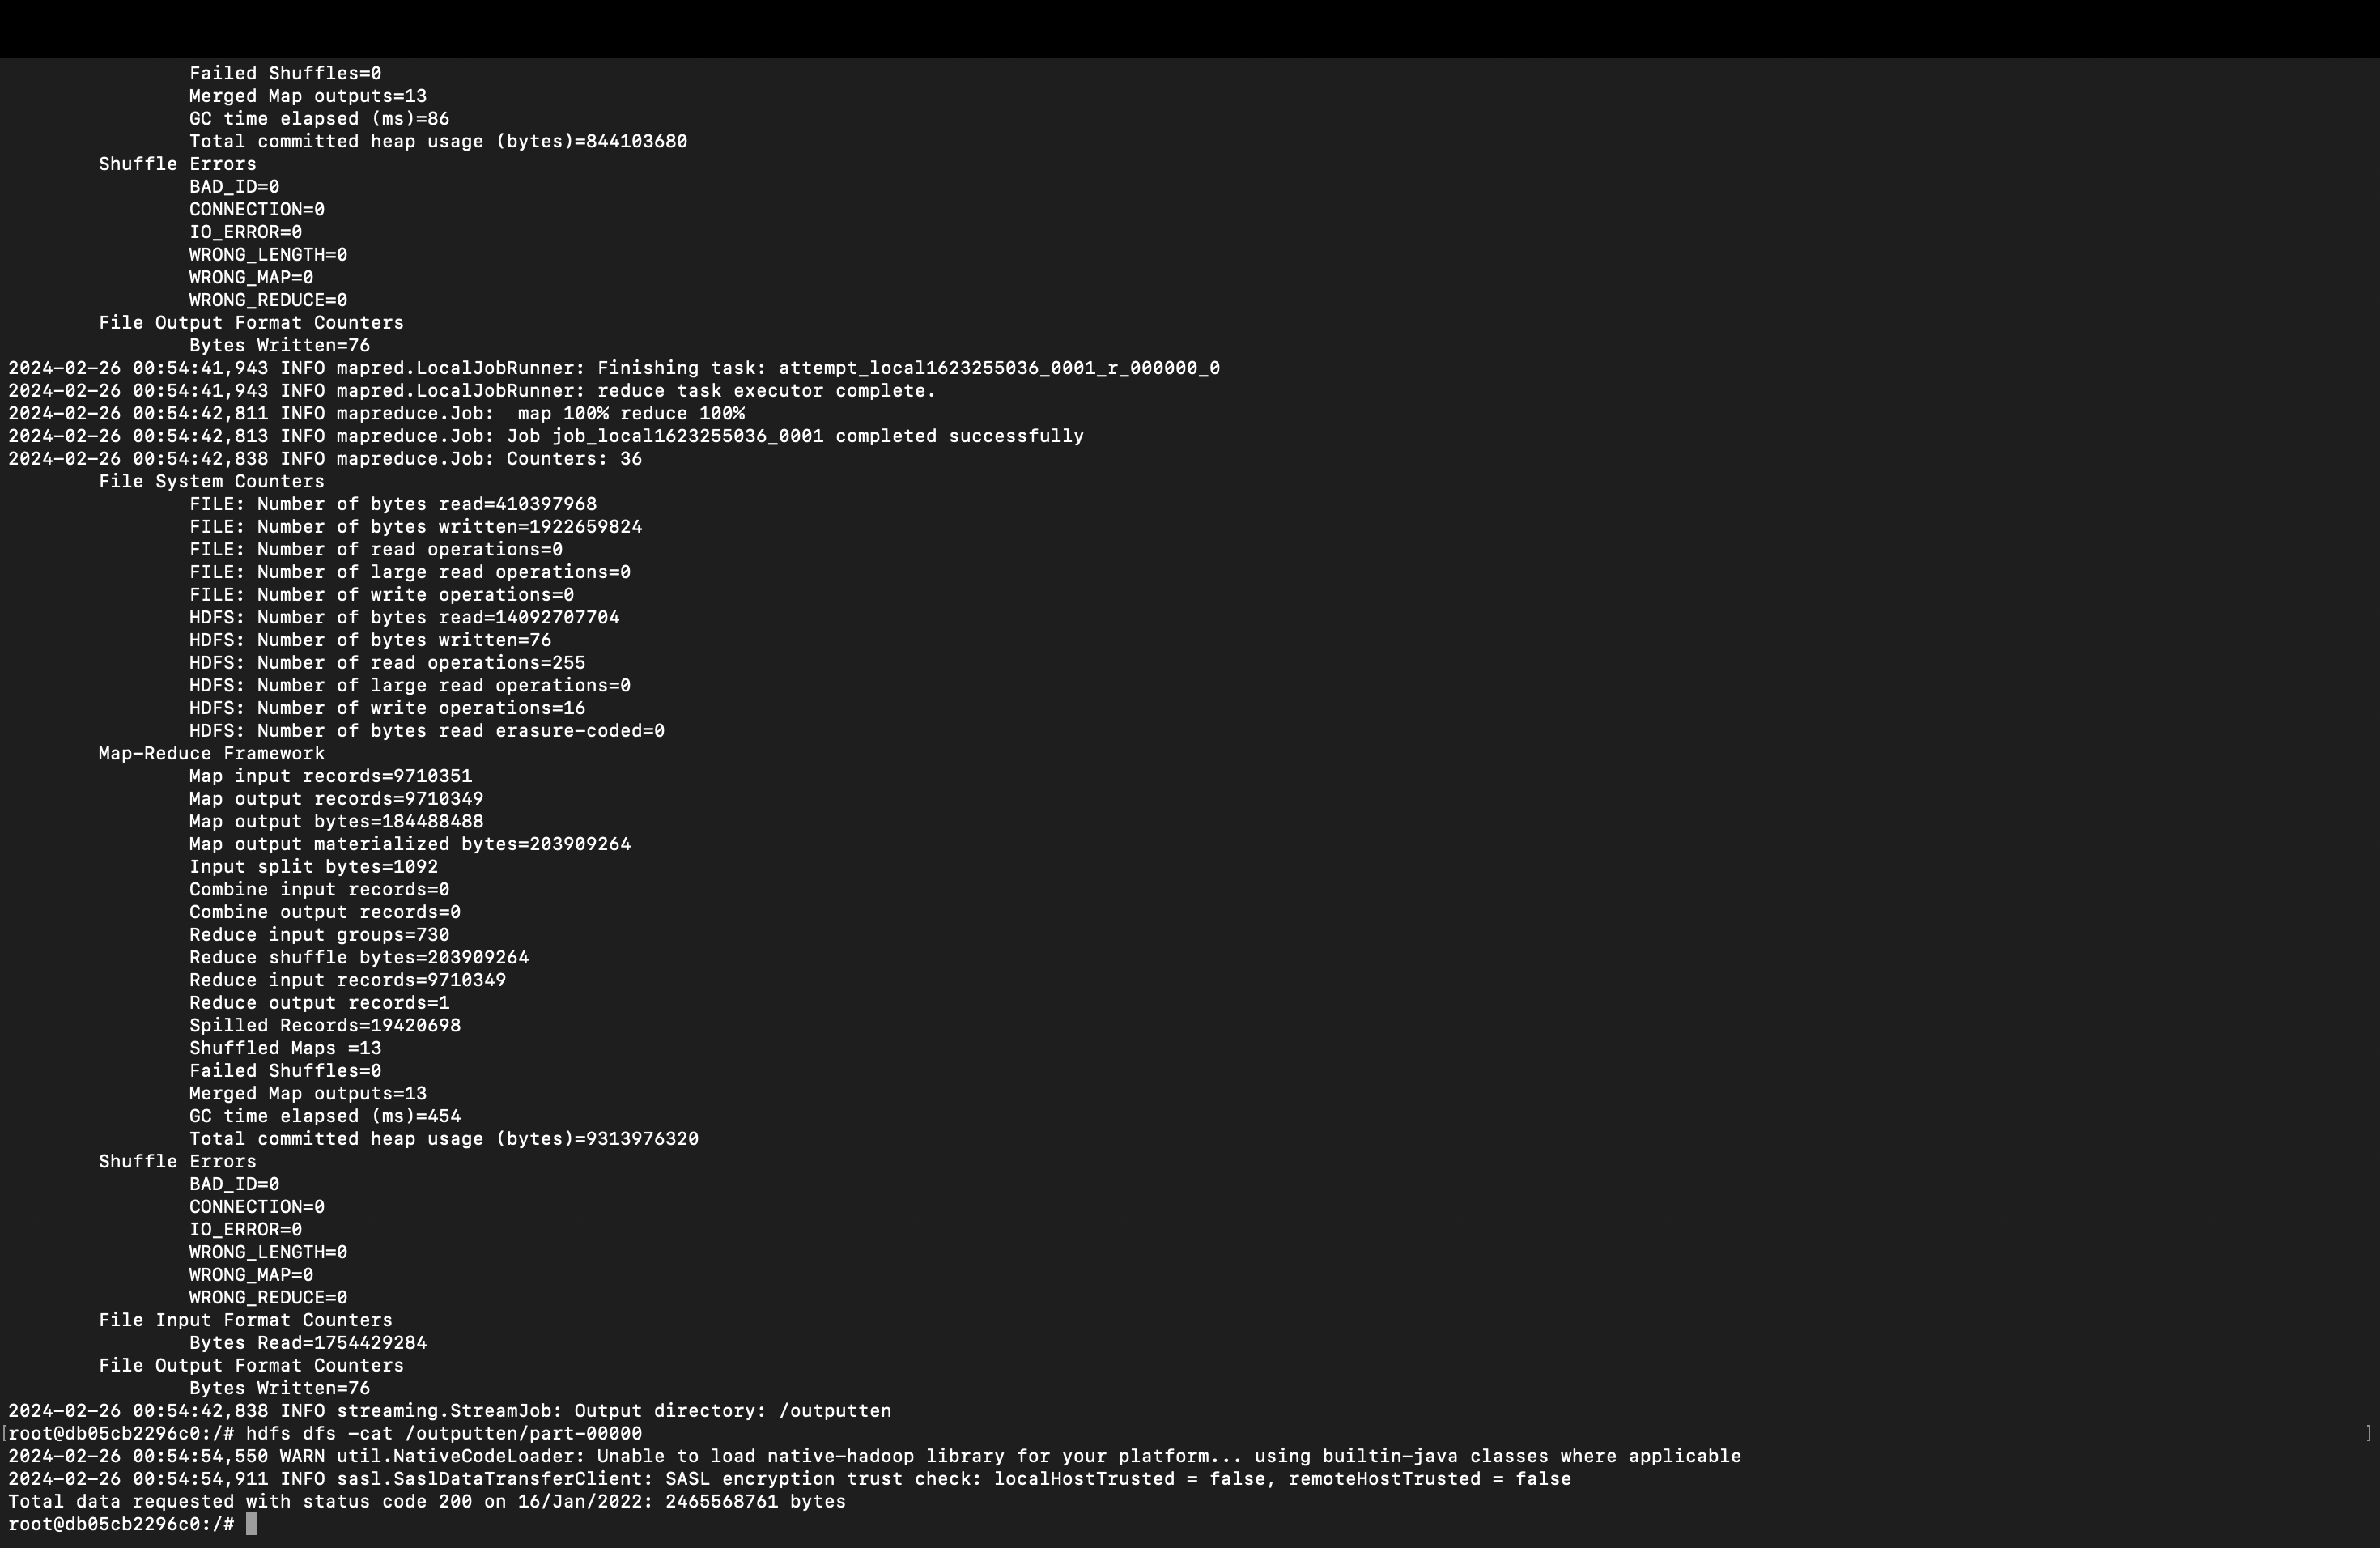 Failed Shuffles=0
Merged Map outputs=13
GC time elapsed (ms)=86
Total committed heap usage (bytes)=844103680
Shuffle Errors
BAD_ID=0
CONNECTION=0
IO_ERROR=0
WRONG_LENGTH=0
WRONG_MAP=0
WRONG_REDUCE=0
File Output Format Counters
Bytes Written=76
2024-02-26 00:54:41,943 INFO mapred.LocalJobRunner: Finishing task: attempt_local1623255036_0001_r_000000_0
2024-02-26 00:54:41,943 INFO mapred.LocalJobRunner: reduce task executor complete.
2024-02-26 00:54:42,811 INFO mapreduce.Job:  map 100% reduce 100%
2024-02-26 00:54:42,813 INFO mapreduce.Job: Job job_local1623255036_0001 completed successfully
2024-02-26 00:54:42,838 INFO mapreduce.Job: Counters: 36
File System Counters
FILE: Number of bytes read=410397968
FILE: Number of bytes written=1922659824
FILE: Number of read operations=0
FILE: Number of large read operations=0
FILE: Number of write operations=0
HDFS: Number of bytes read=14092707704
HDFS: Number of bytes written=76
HDFS: Number of read operations=255
HDFS: Number of large read operations=0
HDFS: Number of write operations=16
HDFS: Number of bytes read erasure-coded=0
Map-Reduce Framework
Map input records=9710351
Map output records=9710349
Map output bytes=184488488
Map output materialized bytes=203909264
Input split bytes=1092
Combine input records=0
Combine output records=0
Reduce input groups=730
Reduce shuffle bytes=203909264
Reduce input records=9710349
Reduce output records=1
Spilled Records=19420698
Shuffled Maps =13
Failed Shuffles=0
Merged Map outputs=13
GC time elapsed (ms)=454
Total committed heap usage (bytes)=9313976320
Shuffle Errors
BAD_ID=0
CONNECTION=0
IO_ERROR=0
WRONG_LENGTH=0
WRONG_MAP=0
WRONG_REDUCE=0
File Input Format Counters
Bytes Read=1754429284
File Output Format Counters
Bytes Written=76
2024-02-26 00:54:42,838 INFO streaming.StreamJob: Output directory: /outputten
[root@db05cb2296c0:/# hdfs dfs -cat /outputten/part-00000 ]
2024-02-26 00:54:54,550 WARN util.NativeCodeLoader: Unable to load native-hadoop library for your platform... using builtin-java classes where applicable
2024-02-26 00:54:54,911 INFO sasl.SaslDataTransferClient: SASL encryption trust check: localHostTrusted = false, remoteHostTrusted = false
Total data requested with status code 200 on 16/Jan/2022: 2465568761 bytes
root@db05cb2296c0:/#